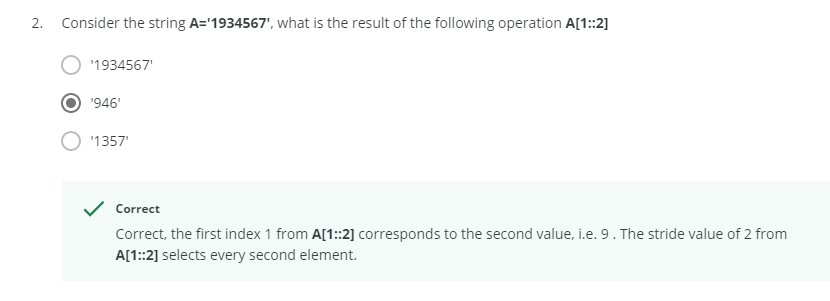 2. Consider the string A='1934567', what is the result of the following operation A[1::2]
'1934567'
'946'
'1357'
Correct
Correct, the first index 1 from A[1::2] corresponds to the second value, i.e. 9 . The stride value of 2 from
A[1::2] selects every second element.